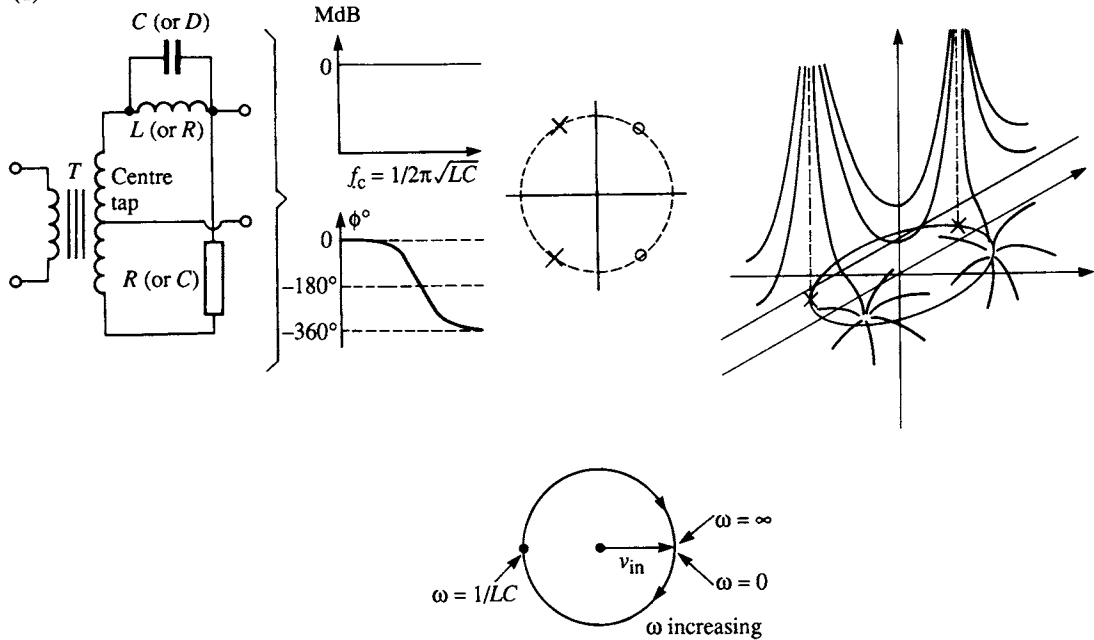 C (or D)
L (or R)
T
Centre
tap
R (or C)
MdB
0
f_c = 1/2π√LC
ϕ°
0
−180°
−360°
v_in
ω = ∞
ω = 0
ω = 1/LC
ω increasing